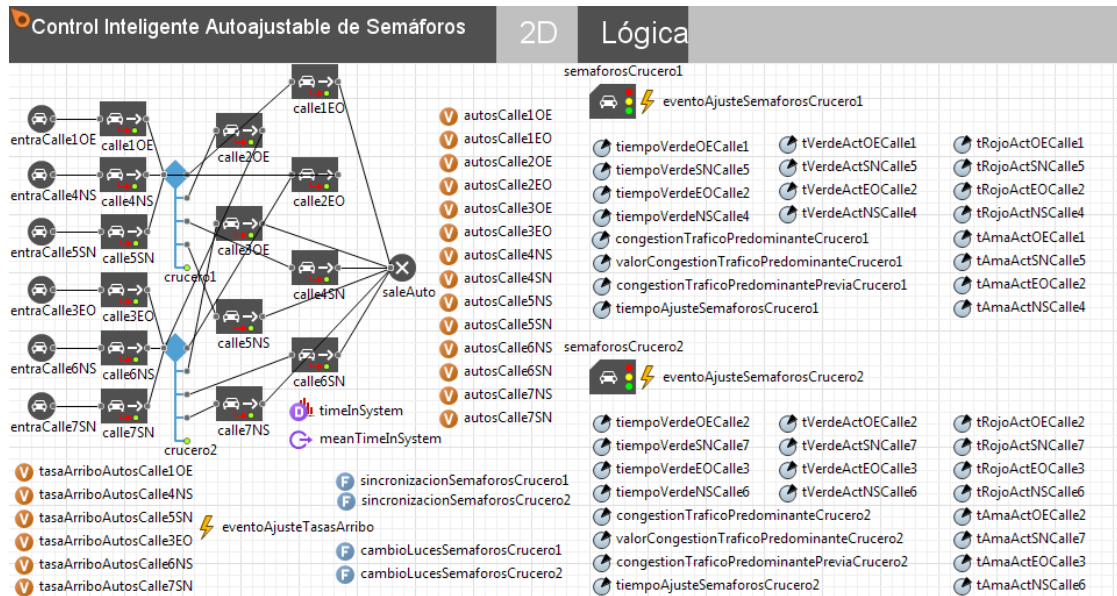 Control Inteligente Autoajustable de Semáforos
2D
Lógica
entraCalle1OE
calle1OE
entraCalle4NS
calle4NS
entraCalle5SN
calle5SN
entraCalle3EO
calle3EO
entraCalle6NS
calle6NS
entraCalle7SN
calle7SN
calle1EO
calle2OE
calle2EO
calle3OE
crucero1
calle4SN
calle5NS
calle6SN
calle7NS
crucero2
saleAuto
timeInSystem
meanTimeInSystem
autosCalle1OE
autosCalle1EO
autosCalle2OE
autosCalle2EO
autosCalle3OE
autosCalle3EO
autosCalle4NS
autosCalle4SN
autosCalle5NS
autosCalle5SN
autosCalle6NS
autosCalle6SN
autosCalle7NS
autosCalle7SN
tasaArriboAutosCalle1OE
tasaArriboAutosCalle4NS
tasaArriboAutosCalle5SN
tasaArriboAutosCalle3EO
tasaArriboAutosCalle6NS
tasaArriboAutosCalle7SN
eventoAjusteTasasArribo
sincronizacionSemaforosCrucero1
sincronizacionSemaforosCrucero2
cambioLucesSemaforosCrucero1
cambioLucesSemaforosCrucero2
semaforosCrucero1
eventoAjusteSemaforosCrucero1
tiempoVerdeOECalle1
tiempoVerdeSNCalle5
tiempoVerdeEOCalle2
tiempoVerdeNSCalle4
congestionTraficoPredominanteCrucero1
valorCongestionTraficoPredominanteCrucero1
congestionTraficoPredominantePreviaCrucero1
tiempoAjusteSemaforosCrucero1
tVerdeActOECalle1
tVerdeActSNCalle5
tVerdeActEOCalle2
tVerdeActNSCalle4
tRojoActOECalle1
tRojoActSNCalle5
tRojoActEOCalle2
tRojoActNSCalle4
tAmaActOECalle1
tAmaActSNCalle5
tAmaActEOCalle2
tAmaActNSCalle4
semaforosCrucero2
eventoAjusteSemaforosCrucero2
tiempoVerdeOECalle2
tiempoVerdeSNCalle7
tiempoVerdeEOCalle3
tiempoVerdeNSCalle6
congestionTraficoPredominanteCrucero2
valorCongestionTraficoPredominanteCrucero2
congestionTraficoPredominantePreviaCrucero2
tiempoAjusteSemaforosCrucero2
tVerdeActOECalle2
tVerdeActSNCalle7
tVerdeActEOCalle3
tVerdeActNSCalle6
tRojoActOECalle2
tRojoActSNCalle7
tRojoActEOCalle3
tRojoActNSCalle6
tAmaActOECalle2
tAmaActSNCalle7
tAmaActEOCalle3
tAmaActNSCalle6